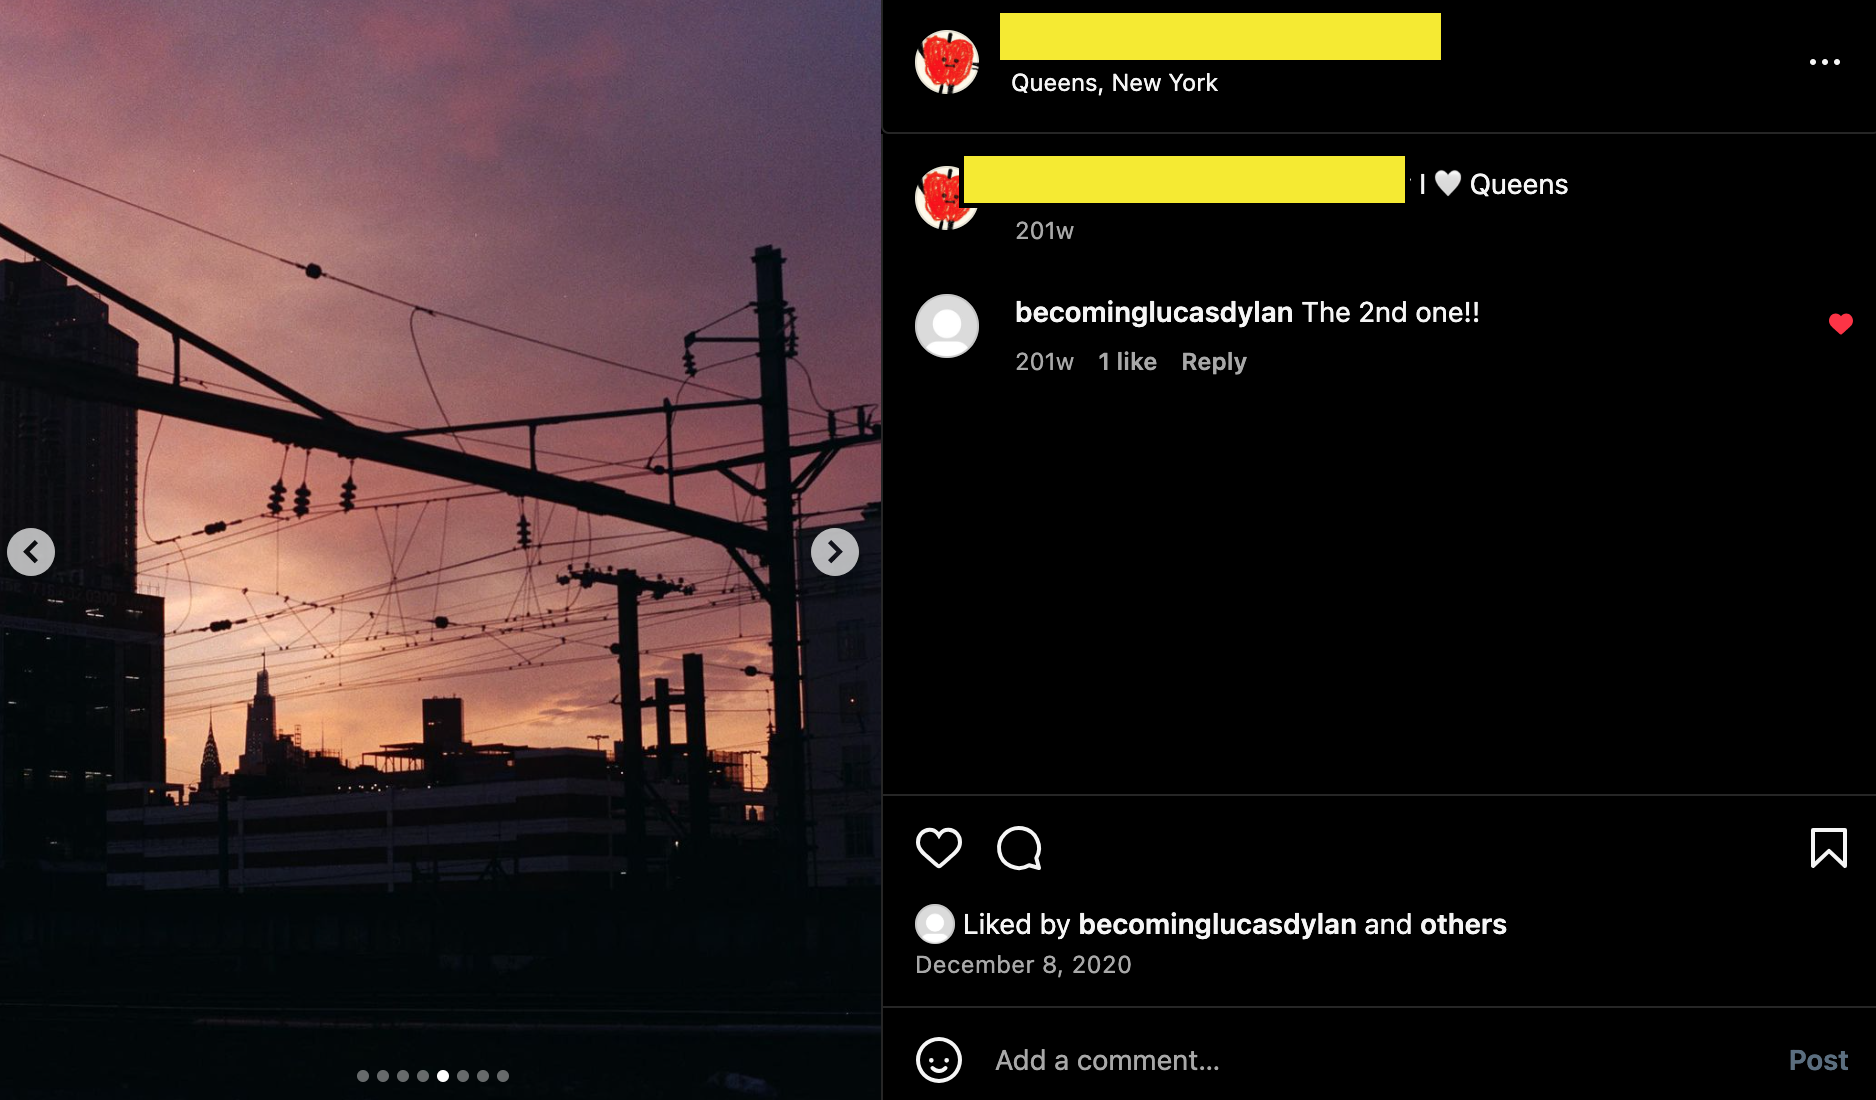 Queens, New York
I 🤍 Queens
201w
becominglucasdylan The 2nd one!!
201w 1 like Reply
Liked by becominglucasdylan and others
December 8, 2020
Add a comment...
Post